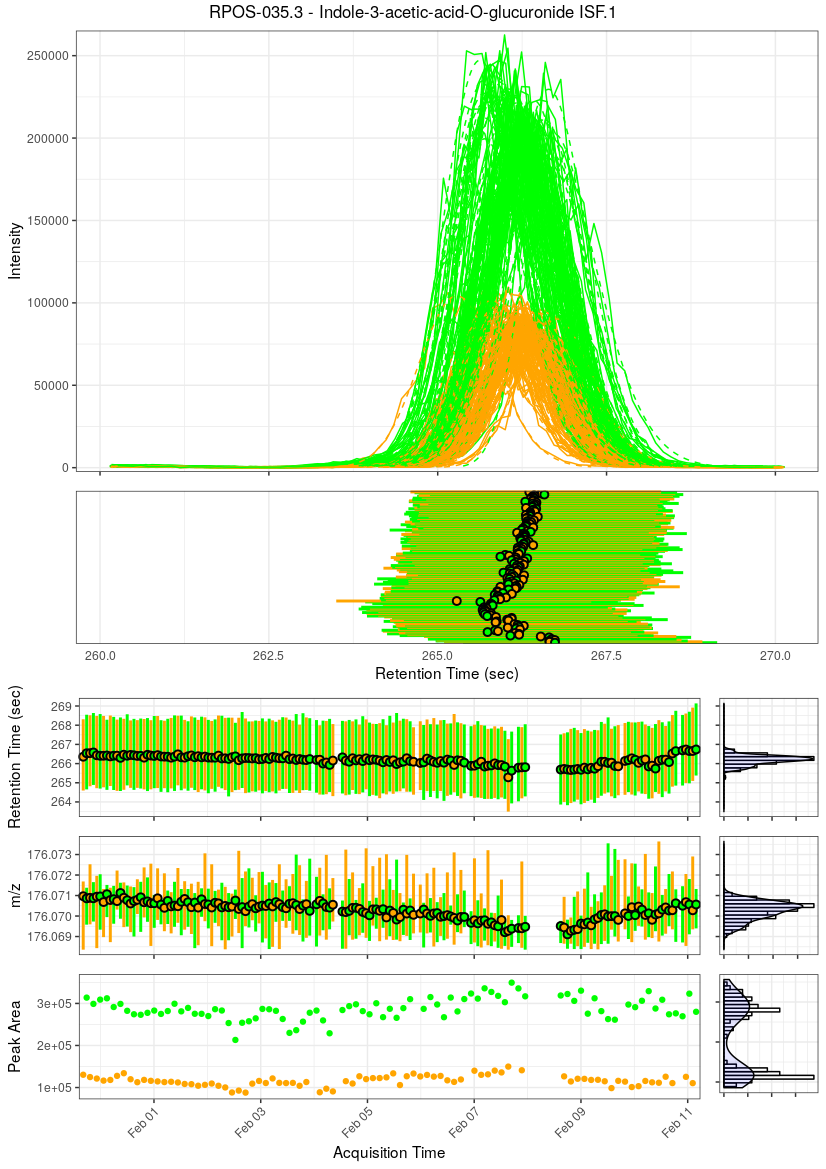 RPOS-035.3 - Indole-3-acetic-acid-O-glucuronide ISF.1
250000
200000
150000
100000
50000
0
Intensity
260.0
262.5
265.0
267.5
270.0
Retention Time (sec)
269
268
267
266
265
264
Retention Time (sec)
176.073
176.072
176.071
176.070
176.069
m/z
3e+05
2e+05
1e+05
Peak Area
Feb 01
Feb 03
Feb 05
Feb 07
Feb 09
Feb 11
Acquisition Time